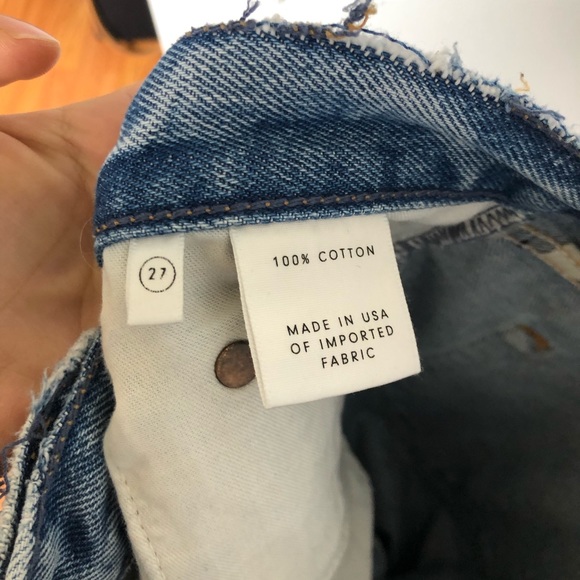 27
100% COTTON
MADE IN USA
OF IMPORTED
FABRIC